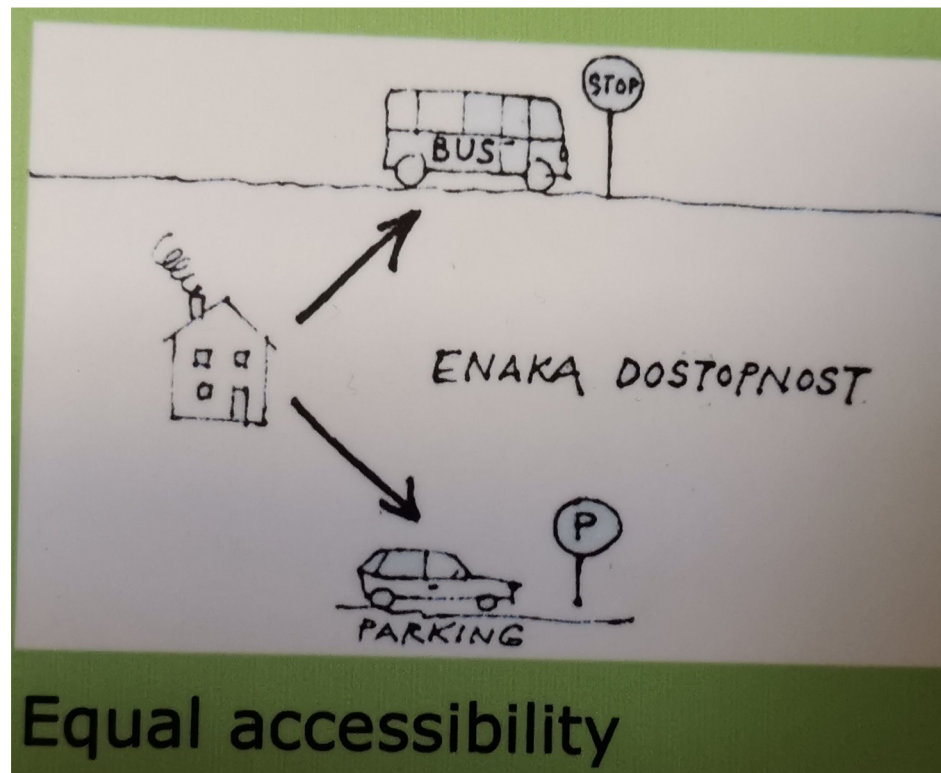 STOP
BUS
ENAKA DOSTOPNOST
P
PARKING
Equal accessibility